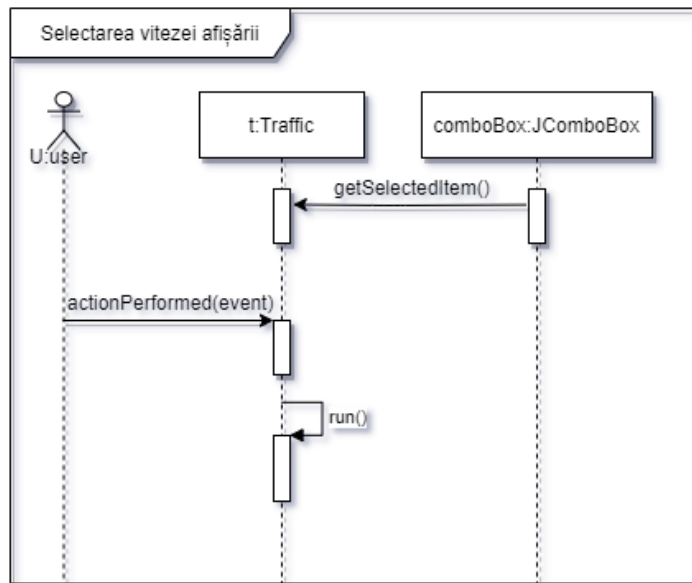 Selectarea vitezei afișării
U:user
t:Traffic
comboBox:JComboBox
getSelectedItem()
actionPerformed(event)
run()